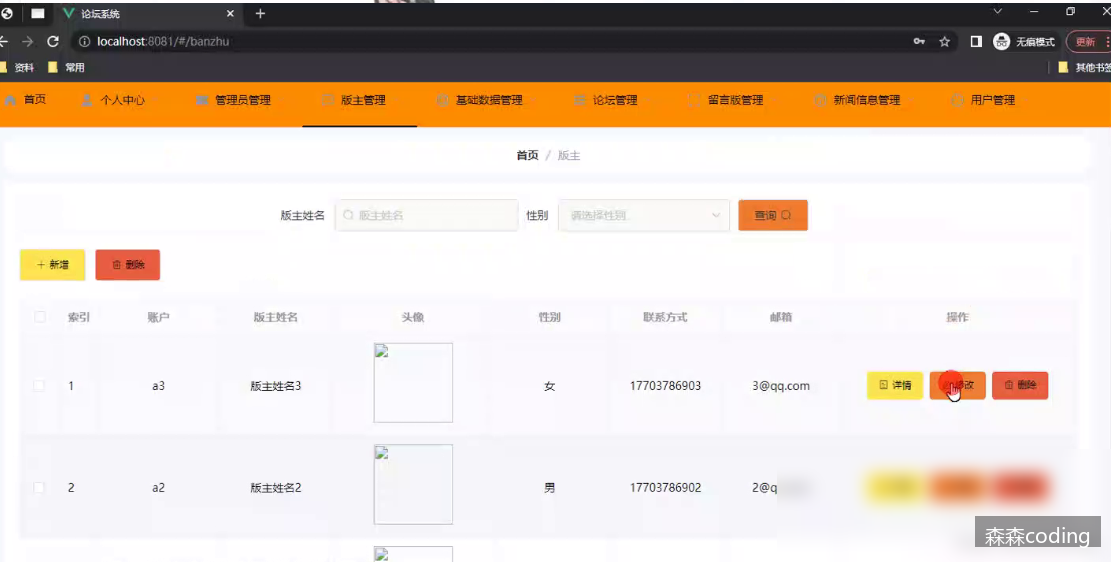 论坛系统
localhost:8081/#/banzhu
无痕模式
更新
资料 常用
其他书签
首页 个人中心 管理员管理 版主管理 基础数据管理 论坛管理 留言版管理 新闻信息管理 用户管理
首页 / 版主
版主姓名 版主姓名 性别 请选择性别 查询
+ 新增 删除
索引 账户 版主姓名 头像 性别 联系方式 邮箱 操作
1 a3 版主姓名3 女 17703786903 3@qq.com 详情 修改 删除
2 a2 版主姓名2 男 17703786902 2@q
森森coding